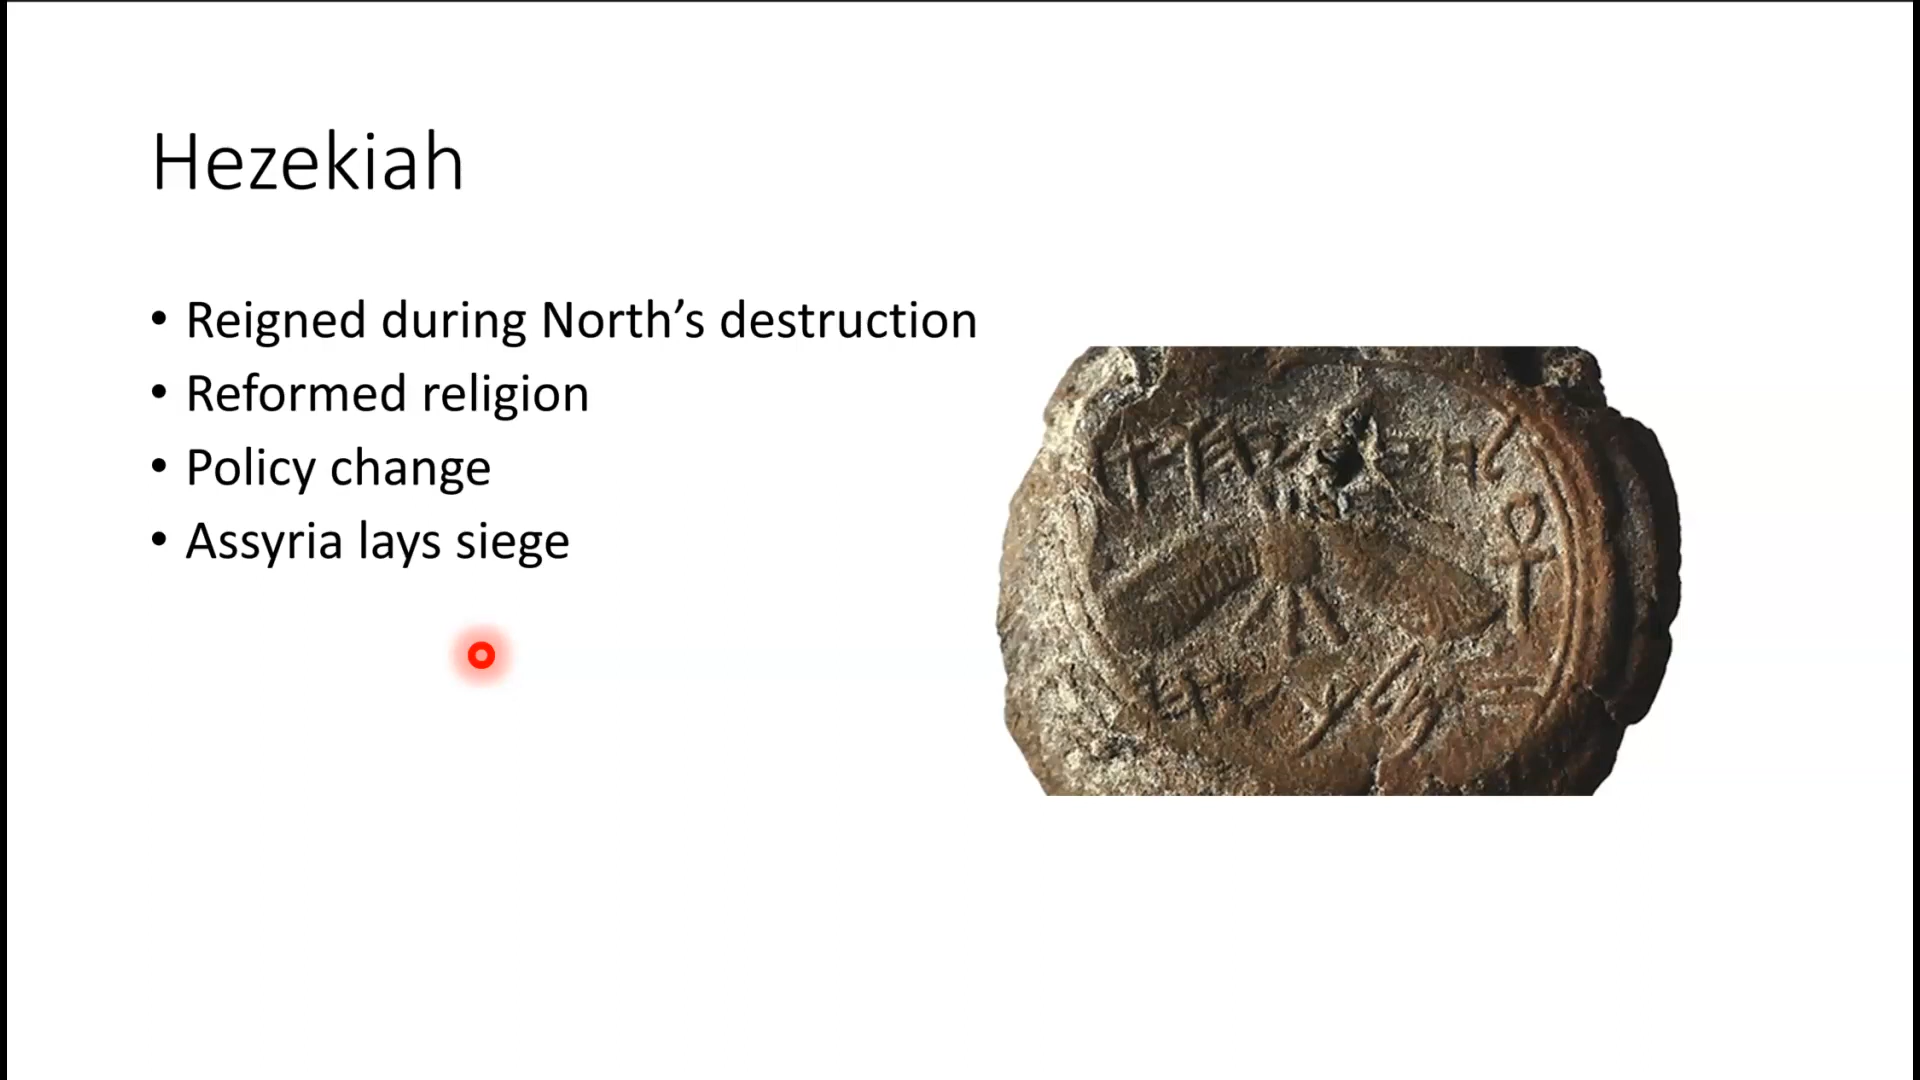 Hezekiah
• Reigned during North’s destruction
• Reformed religion
• Policy change
• Assyria lays siege